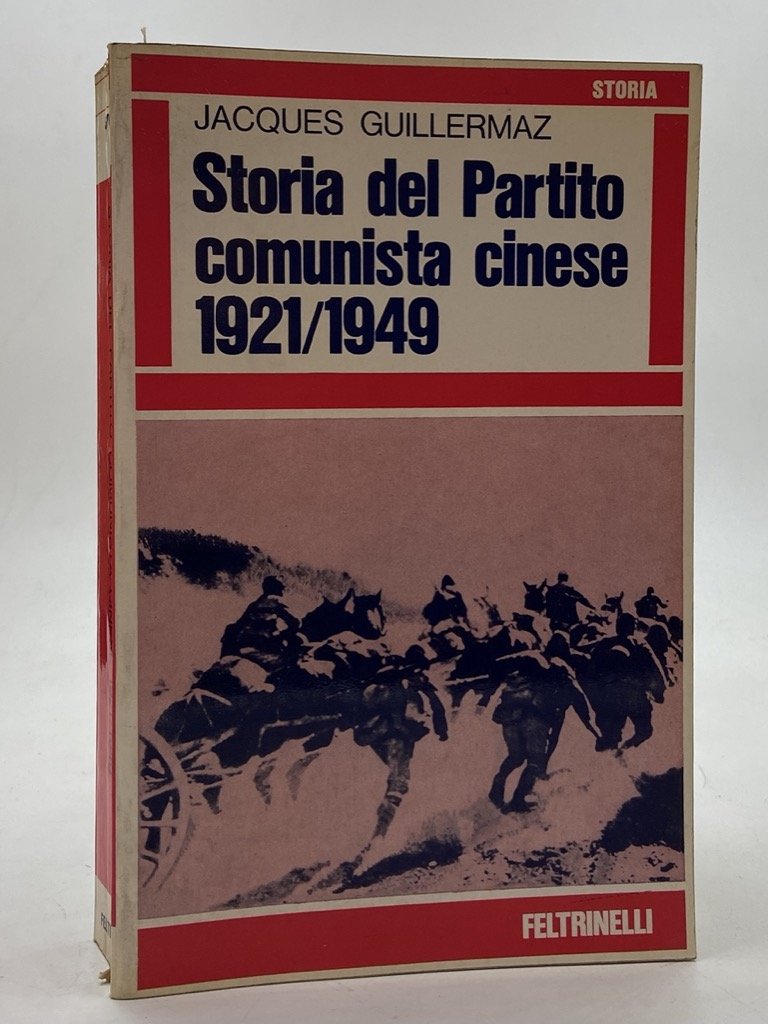 STORIA
JACQUES GUILLERMAZ
Storia del Partito
comunista cinese
1921/1949
FELTRINELLI